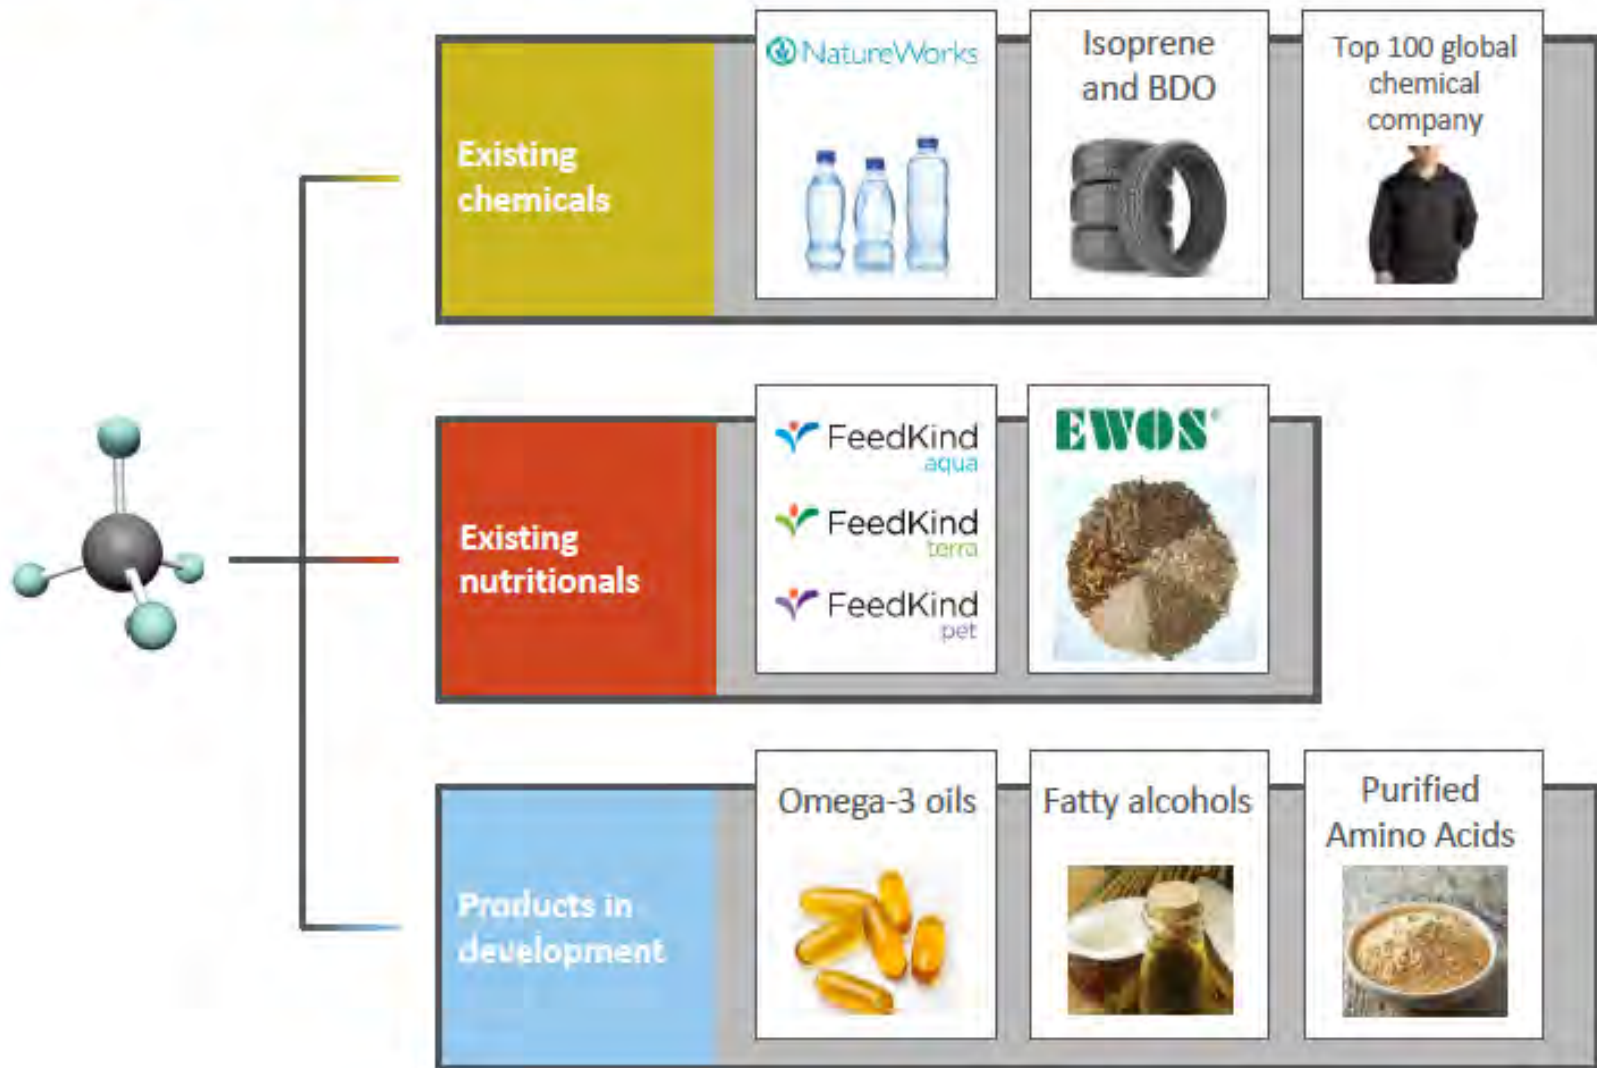 NatureWorks
Isoprene
and BDO
Top 100 global
chemical
company
Existing
chemicals
FeedKind
aqua
FeedKind
terra
FeedKind
pet
EWOS®
Existing
nutritionals
Omega-3 oils
Fatty alcohols
Purified
Amino Acids
Products in
development